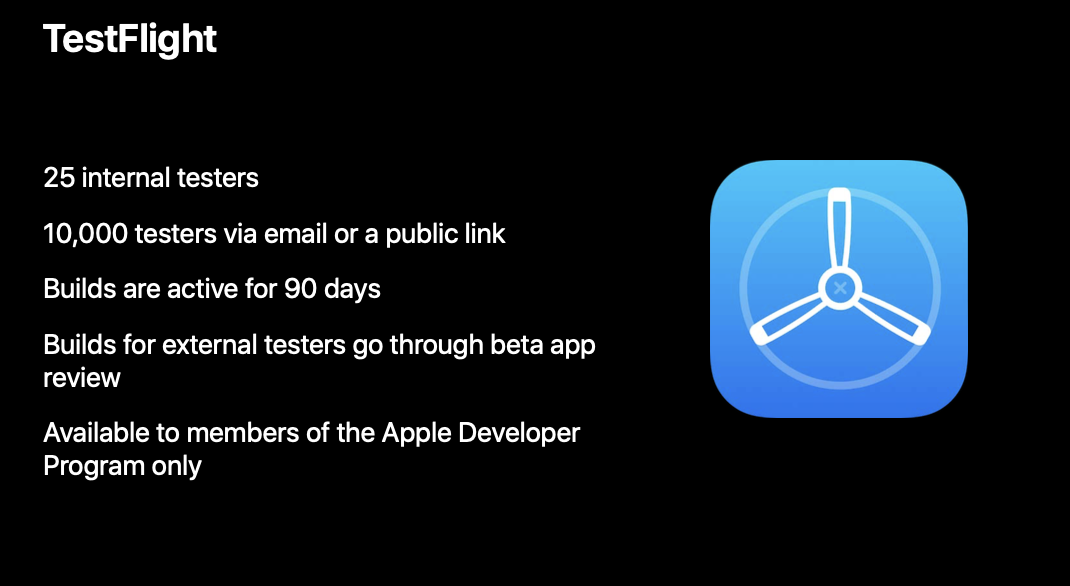 TestFlight
25 internal testers
10,000 testers via email or a public link
Builds are active for 90 days
Builds for external testers go through beta app
review
Available to members of the Apple Developer
Program only